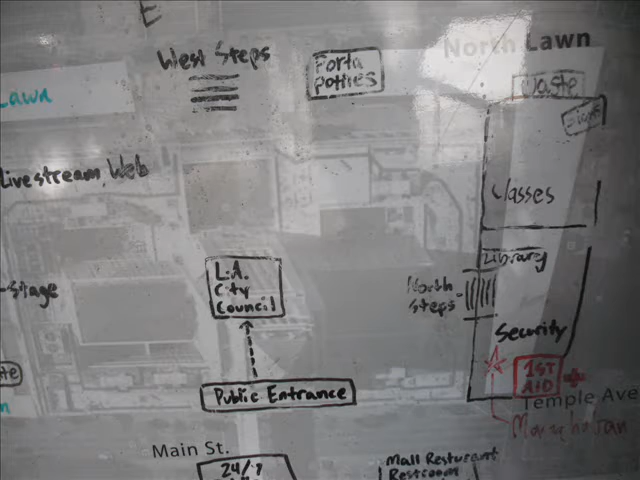 E
West Steps
Porta
Potties
North Lawn
Waste
Lawn
Livestream, Web
Classes
Library
L.A.
City
Council
North
Steps
-stage
Security
1ST
AID
Public Entrance
Temple Ave
Main St.
24/7
Mall Resturant
Restroom